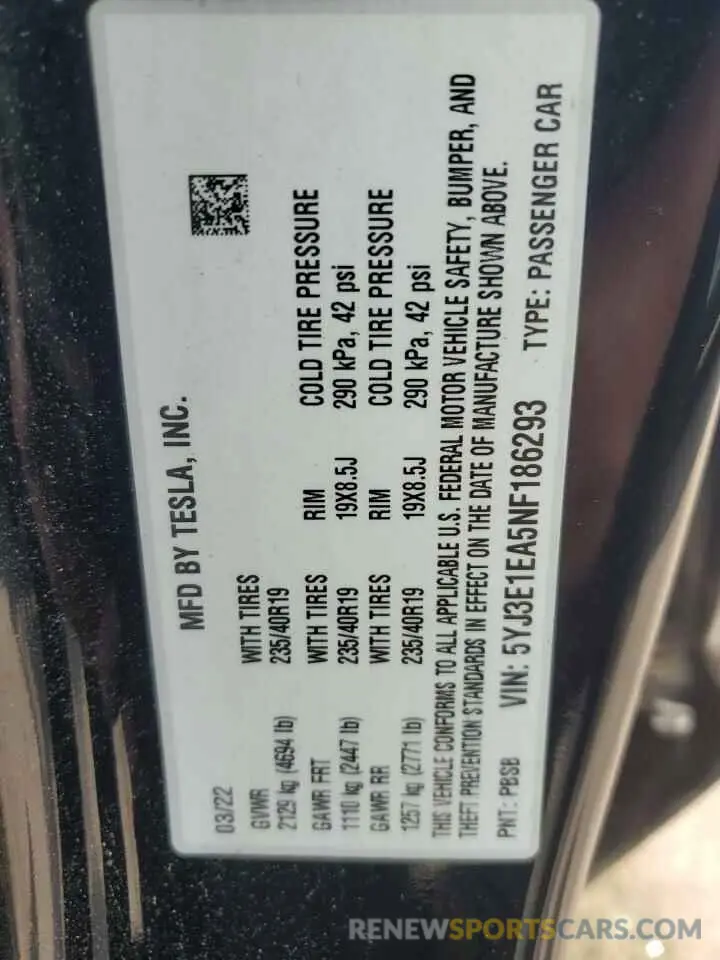 MFD BY TESLA, INC.
03/22
GVWR WITH TIRES
2129 kg (4694 lb) 235/40R19
GAWR FRT WITH TIRES RIM COLD TIRE PRESSURE
1110 kg (2447 lb) 235/40R19 19X8.5J 290 kPa, 42 psi
GAWR RR WITH TIRES RIM COLD TIRE PRESSURE
1257 kg (2771 lb) 235/40R19 19X8.5J 290 kPa, 42 psi
THIS VEHICLE CONFORMS TO ALL APPLICABLE U.S. FEDERAL MOTOR VEHICLE SAFETY, BUMPER, AND
THEFT PREVENTION STANDARDS IN EFFECT ON THE DATE OF MANUFACTURE SHOWN ABOVE.
PNT: PBSB VIN: 5YJ3E1EA5NF186293 TYPE: PASSENGER CAR
RENEWSPORTSCARS.COM